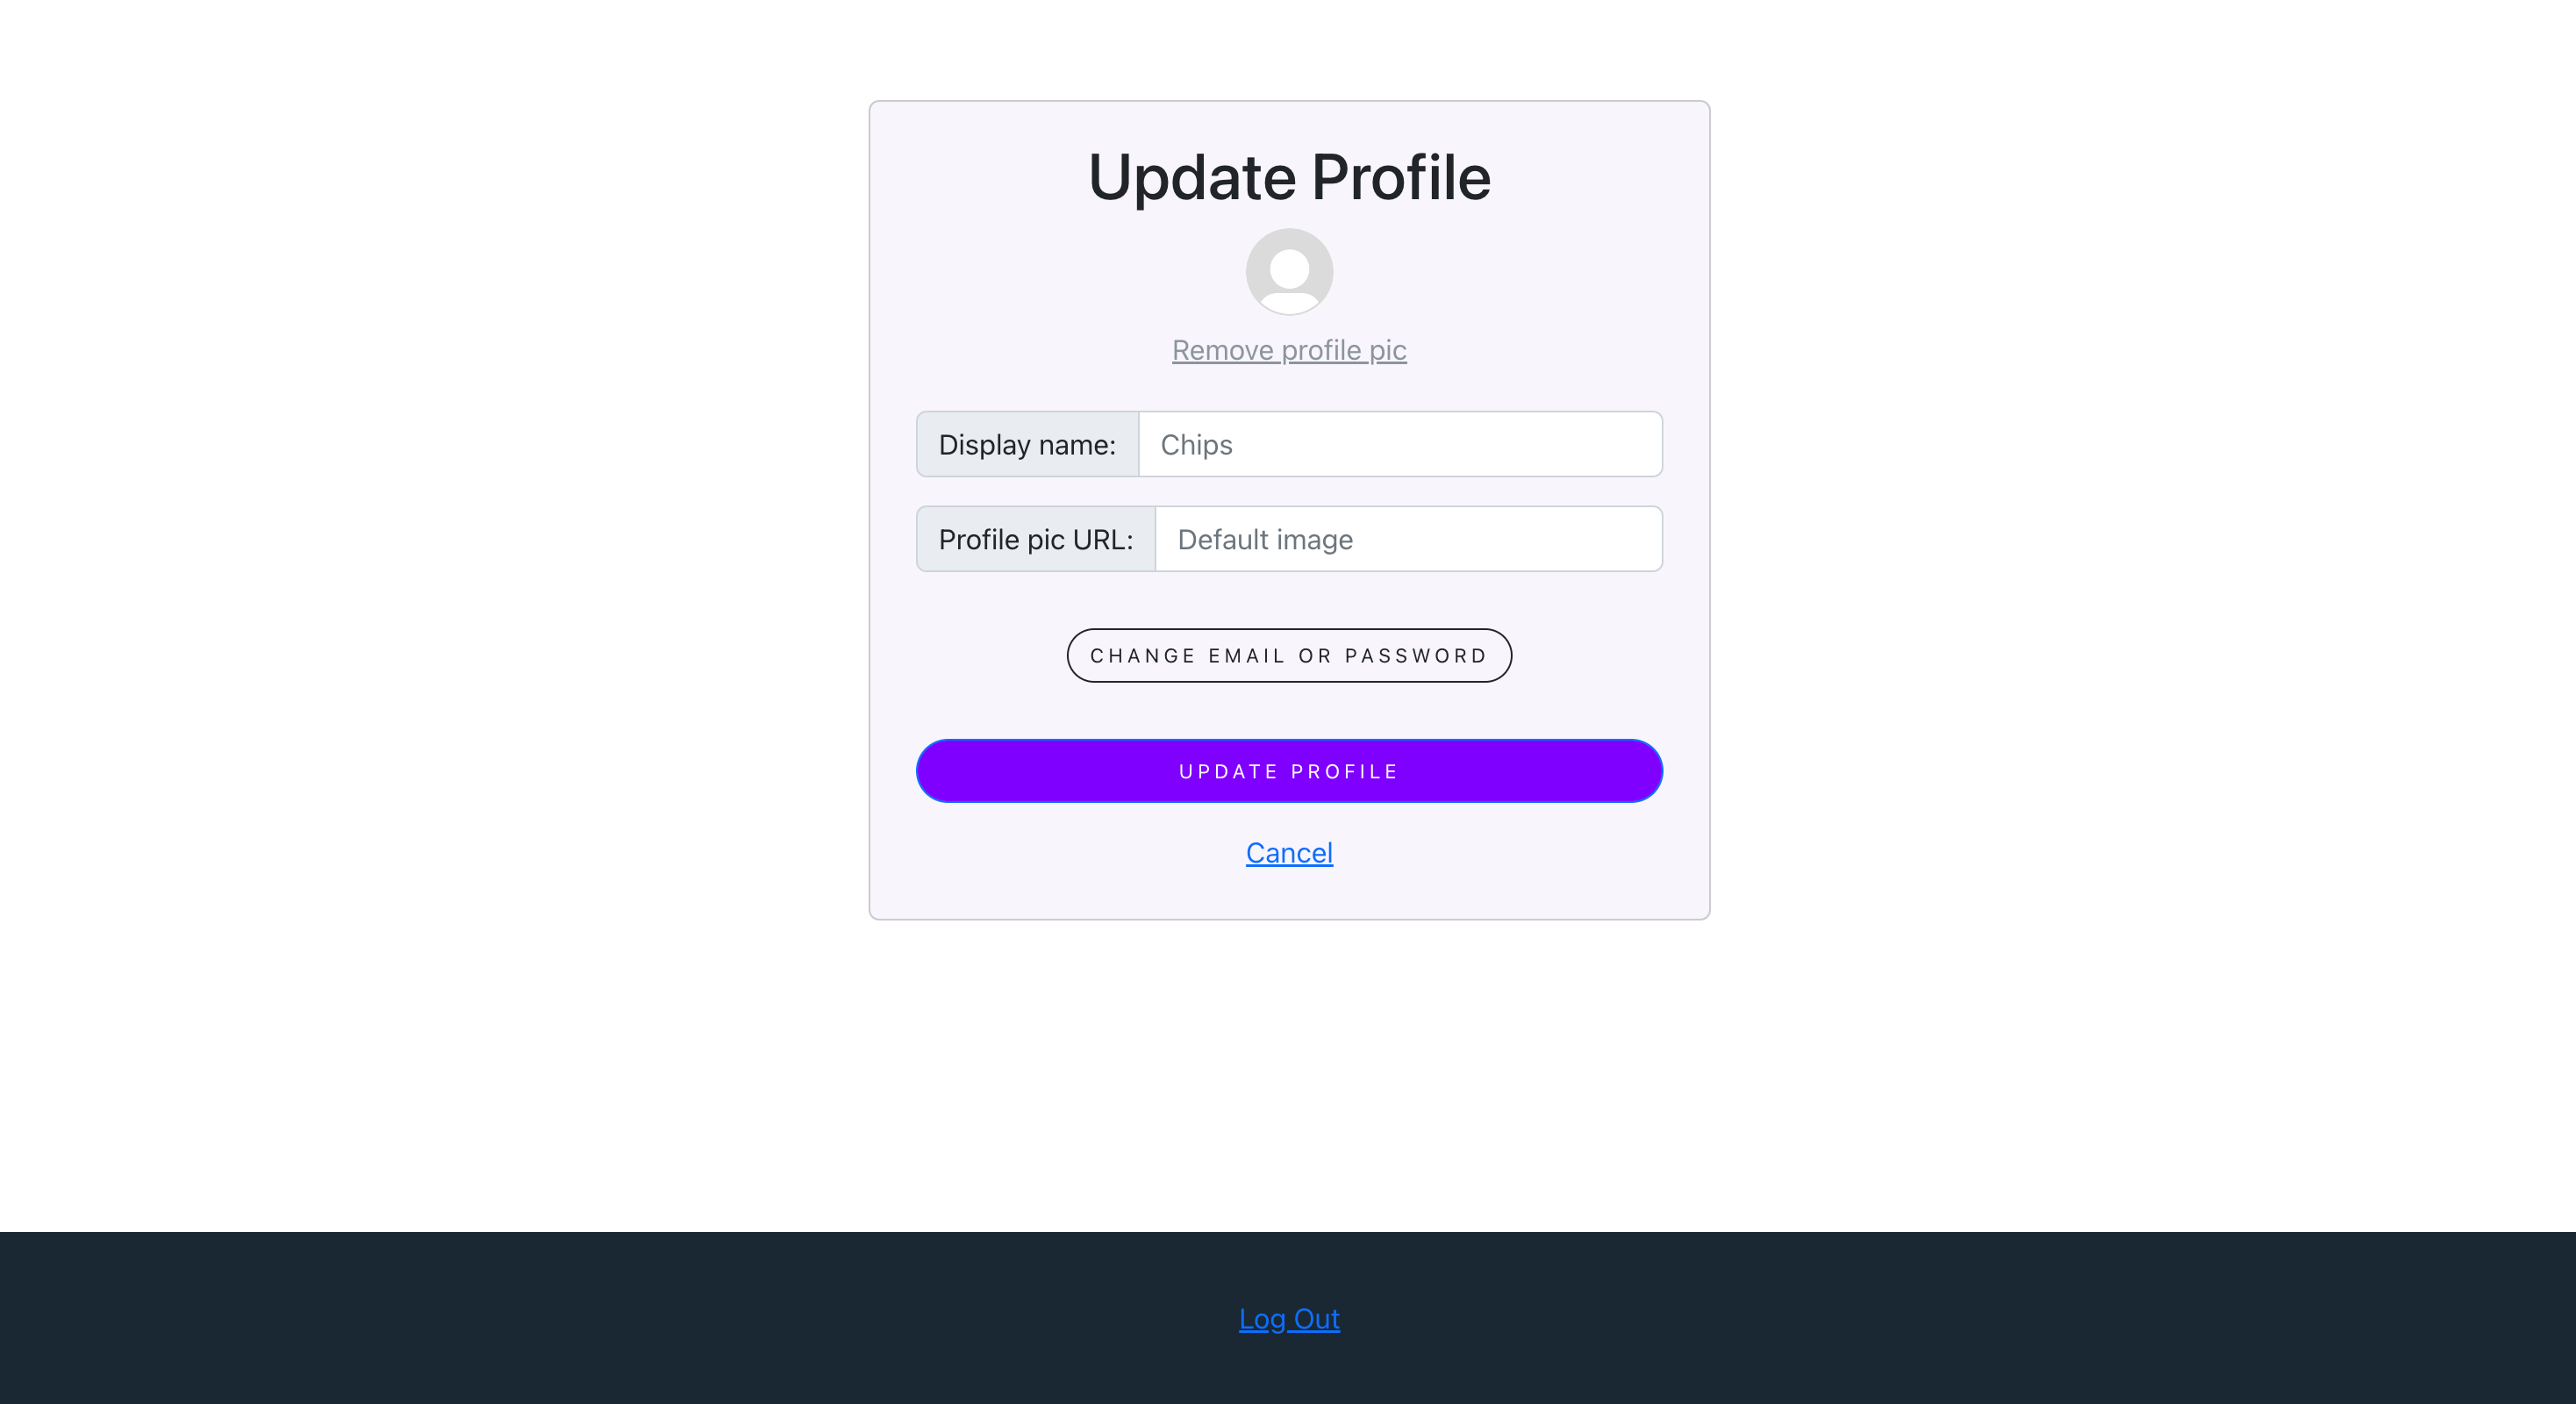 Update Profile
Remove profile pic
Display name: Chips
Profile pic URL: Default image
CHANGE EMAIL OR PASSWORD
UPDATE PROFILE
Cancel
Log Out